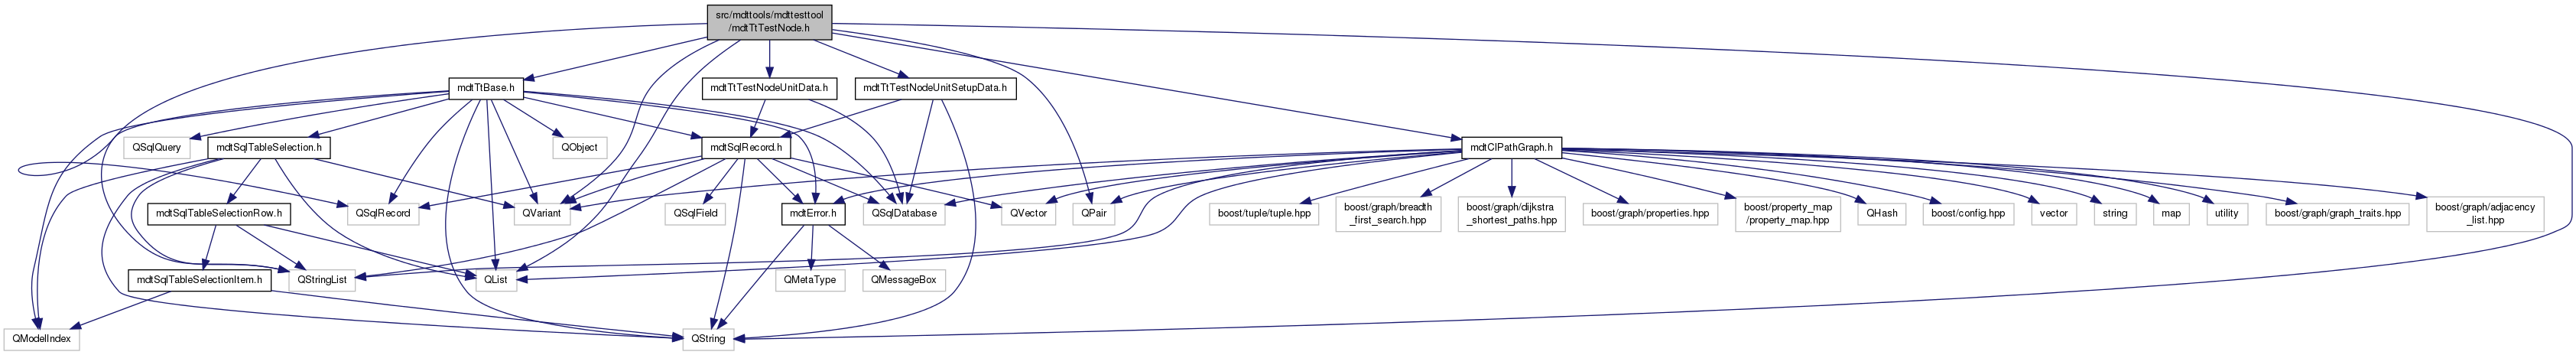 src/mdttools/mdttesttool
/mdtTtTestNode.h
mdtTtBase.h
mdtTtTestNodeUnitData.h
mdtTtTestNodeUnitSetupData.h
QSqlQuery
mdtSqlTableSelection.h
QObject
mdtSqlRecord.h
mdtClPathGraph.h
mdtSqlTableSelectionRow.h
QSqlRecord
QVariant
QSqlField
mdtError.h
QSqlDatabase
QVector
QPair
boost/tuple/tuple.hpp
boost/graph/breadth
_first_search.hpp
boost/graph/dijkstra
_shortest_paths.hpp
boost/graph/properties.hpp
boost/property_map
/property_map.hpp
QHash
boost/config.hpp
vector
string
map
utility
boost/graph/graph_traits.hpp
boost/graph/adjacency
_list.hpp
mdtSqlTableSelectionItem.h
QStringList
QList
QMetaType
QMessageBox
QModelIndex
QString